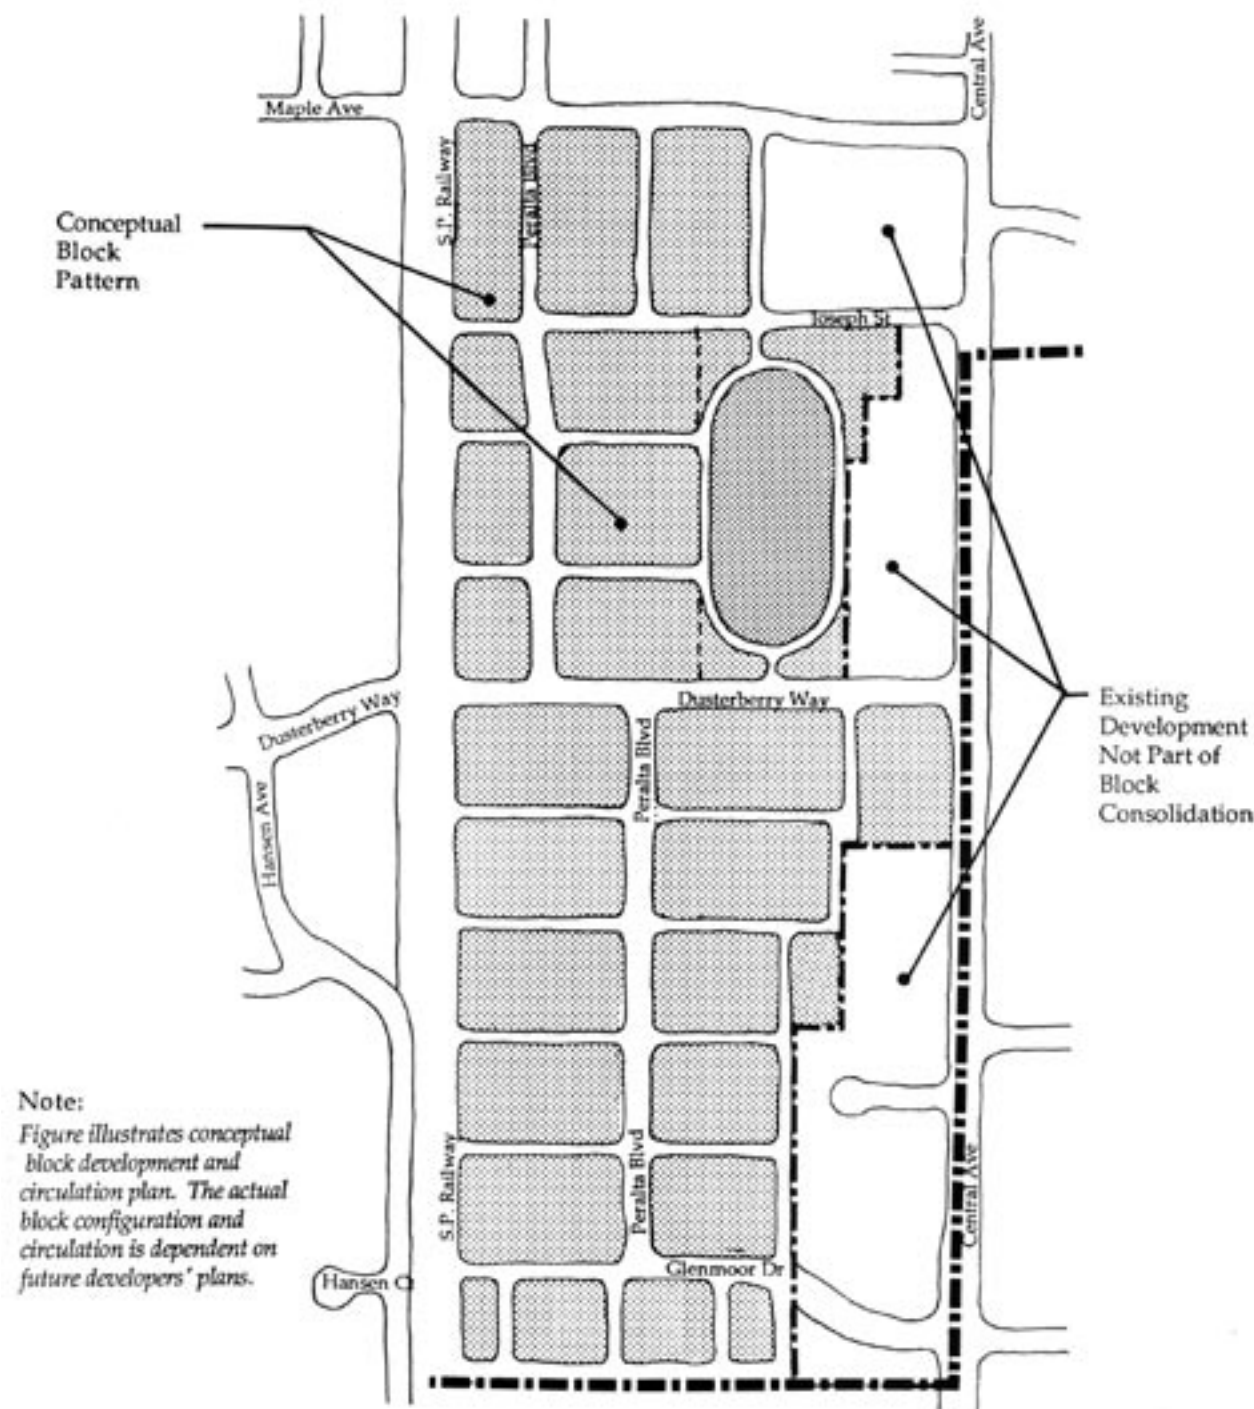 Maple Ave
Central Ave
S.P. Railway
Peralta Blvd
Conceptual
Block
Pattern
Joseph St
Dusterberry Way
Dusterberry Way
Peralta Blvd
Hansen Ave
Existing
Development
Not Part of
Block
Consolidation
Note:
Figure illustrates conceptual
block development and
circulation plan. The actual
block configuration and
circulation is dependent on
future developers' plans.
S.P. Railway
Peralta Blvd
Central Ave
Glenmoor Dr
Hansen Ct